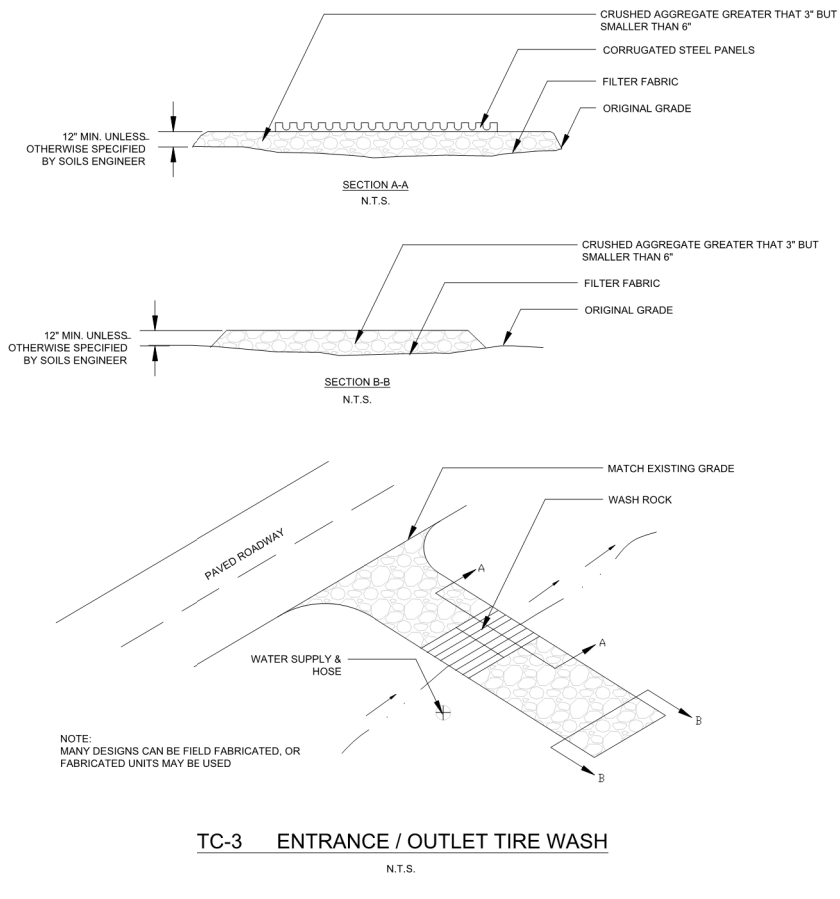 CRUSHED AGGREGATE GREATER THAT 3" BUT
SMALLER THAN 6"
CORRUGATED STEEL PANELS
FILTER FABRIC
ORIGINAL GRADE
12" MIN. UNLESS
OTHERWISE SPECIFIED
BY SOILS ENGINEER
SECTION A-A
N.T.S.
CRUSHED AGGREGATE GREATER THAT 3" BUT
SMALLER THAN 6"
FILTER FABRIC
ORIGINAL GRADE
12" MIN. UNLESS
OTHERWISE SPECIFIED
BY SOILS ENGINEER
SECTION B-B
N.T.S.
MATCH EXISTING GRADE
WASH ROCK
PAVED ROADWAY
A
A
WATER SUPPLY &
HOSE
B
B
NOTE:
MANY DESIGNS CAN BE FIELD FABRICATED, OR
FABRICATED UNITS MAY BE USED
TC-3 ENTRANCE / OUTLET TIRE WASH
N.T.S.